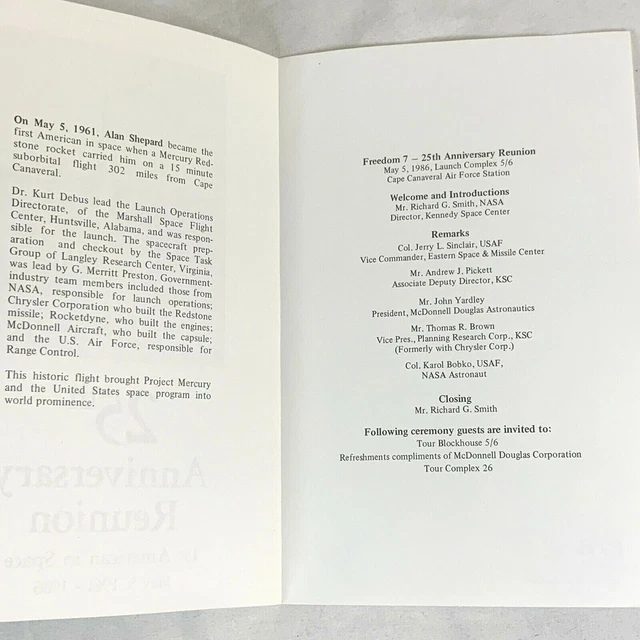 On May 5, 1961, Alan Shepard became the
first American in space when a Mercury Red-
stone rocket carried him on a 15 minute
suborbital flight 302 miles from Cape
Canaveral.
Dr. Kurt Debus lead the Launch Operations
Directorate, of the Marshall Space Flight
Center, Huntsville, Alabama, and was respon-
sible for the launch. The spacecraft prep-
aration and checkout by the Space Task
Group of Langley Research Center, Virginia,
was lead by G. Merritt Preston. Government-
industry team members included those from
NASA, responsible for launch operations;
Chrysler Corporation who built the Redstone
missile; Rocketdyne, who built the engines;
McDonnell Aircraft, who built the capsule;
and the U.S. Air Force, responsible for
Range Control.
This historic flight brought Project Mercury
and the United States space program into
world prominence.
25
Anniversary
Reunion
1st American in Space
May 5, 1961 - 1986
Freedom 7 – 25th Anniversary Reunion
May 5, 1986, Launch Complex 5/6
Cape Canaveral Air Force Station
Welcome and Introductions
Mr. Richard G. Smith, NASA
Director, Kennedy Space Center
Remarks
Col. Jerry L. Sinclair, USAF
Vice Commander, Eastern Space & Missile Center
Mr. Andrew J. Pickett
Associate Deputy Director, KSC
Mr. John Yardley
President, McDonnell Douglas Astronautics
Mr. Thomas R. Brown
Vice Pres., Planning Research Corp., KSC
(Formerly with Chrysler Corp.)
Col. Karol Bobko, USAF,
NASA Astronaut
Closing
Mr. Richard G. Smith
Following ceremony guests are invited to:
Tour Blockhouse 5/6
Refreshments compliments of McDonnell Douglas Corporation
Tour Complex 26